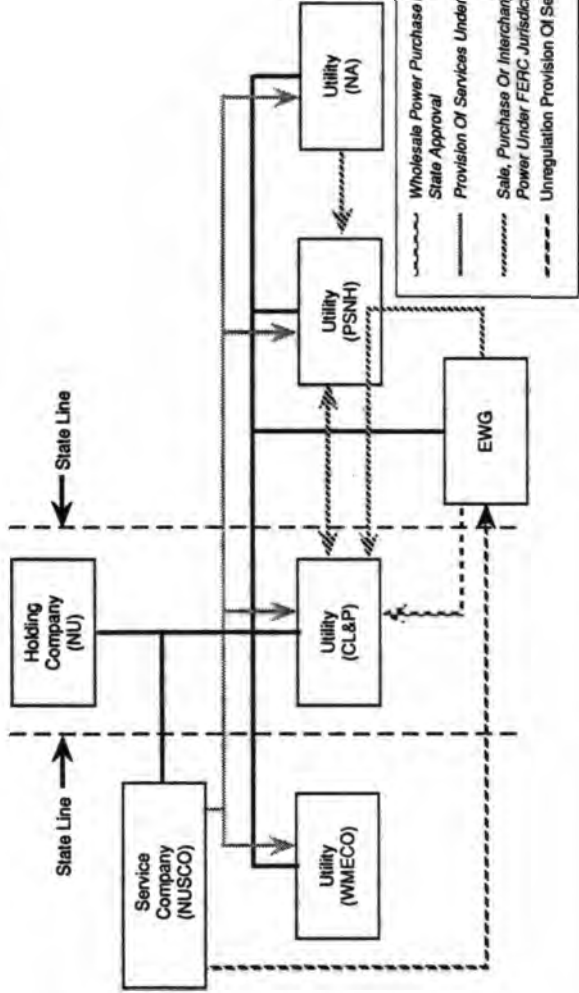 State Line
State Line
Holding
Company
(NU)
Service
Company
(NUSCO)
Utility
(WMECO)
Utility
(CL&P)
Utility
(PSNH)
Utility
(NA)
EWG
Wholesale Power Purchase
State Approval
Provision Of Services Under
Sale, Purchase Or Interchan
Power Under FERC Jurisdic
Unregulation Provision Of Se